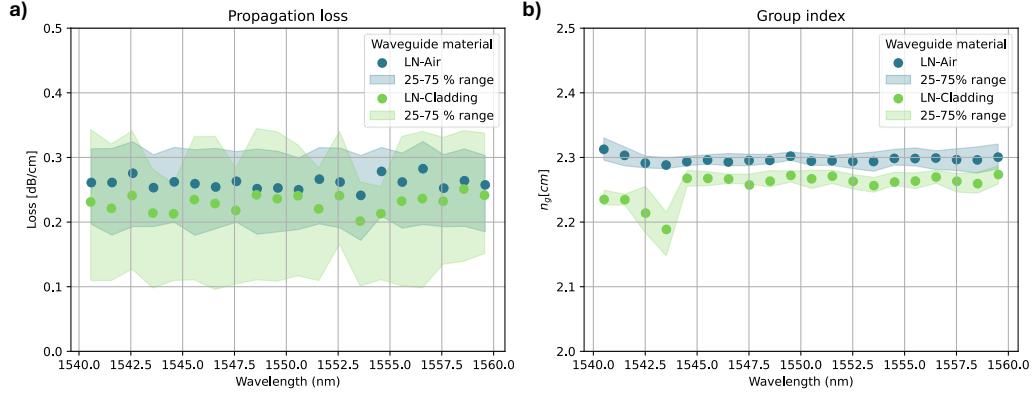 a)
Propagation loss
0.5
0.4
0.3
0.2
0.1
0.0
Loss [dB/cm]
Waveguide material
LN-Air
25-75 % range
LN-Cladding
25-75 % range
1540.0 1542.5 1545.0 1547.5 1550.0 1552.5 1555.0 1557.5 1560.0
Wavelength (nm)
b)
Group index
2.5
2.4
2.3
2.2
2.1
2.0
n_g[cm]
Waveguide material
LN-Air
25-75% range
LN-Cladding
25-75% range
1540.0 1542.5 1545.0 1547.5 1550.0 1552.5 1555.0 1557.5 1560.0
Wavelength (nm)